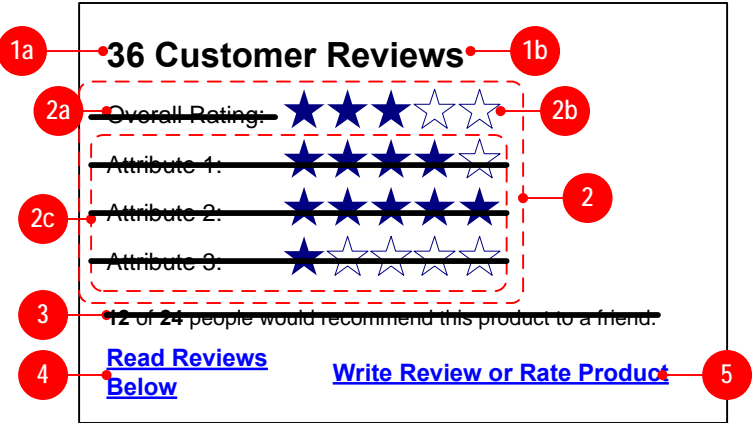 1a 36 Customer Reviews 1b
2a Overall Rating: 2b
Attribute 1:
2
2c Attribute 2:
Attribute 3:
3 12 of 24 people would recommend this product to a friend.
4 Read Reviews Below
Write Review or Rate Product 5